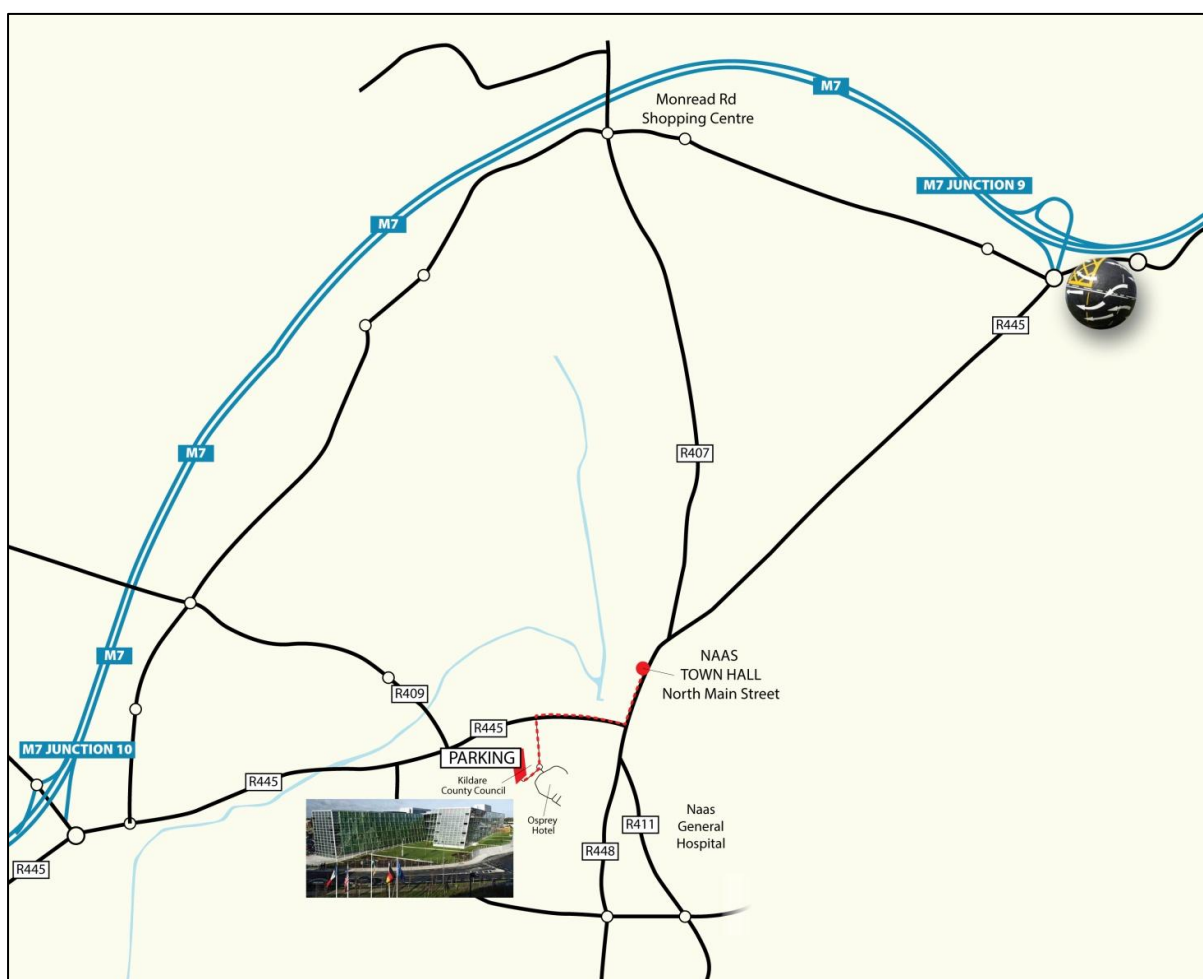 M7
Monread Rd
Shopping Centre
M7 JUNCTION 9
M7
R445
R407
M7
M7
NAAS
TOWN HALL
North Main Street
R409
R445
M7 JUNCTION 10
PARKING
R445
Kildare
County Council
Osprey
Hotel
Naas
General
Hospital
R411
R448
R445